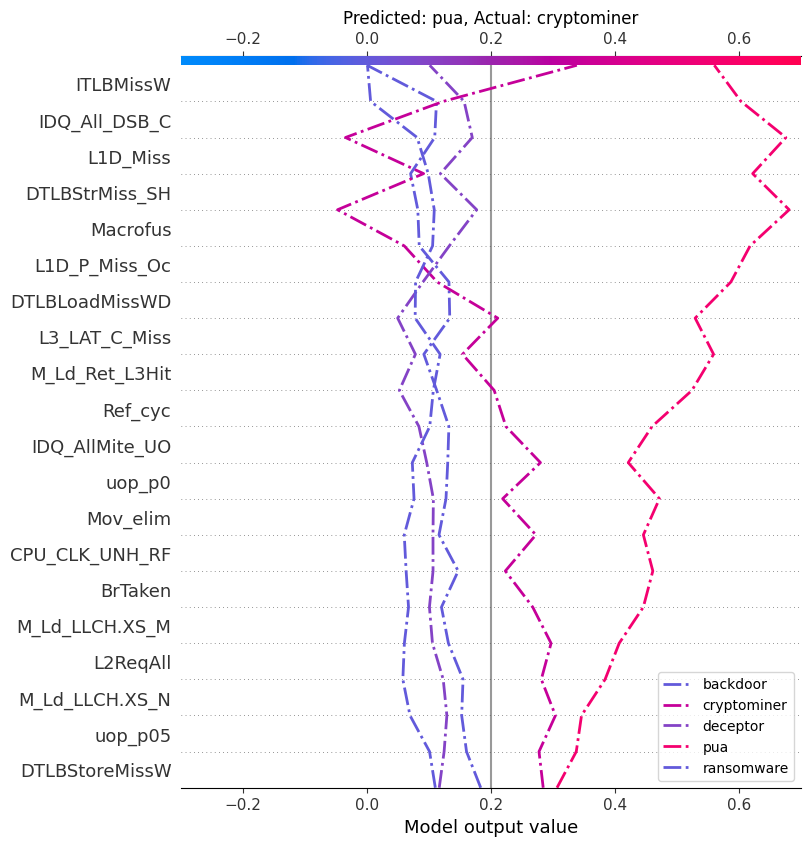 Predicted: pua, Actual: cryptominer
−0.2 0.0 0.2 0.4 0.6
ITLBMissW
IDQ_All_DSB_C
L1D_Miss
DTLBStrMiss_SH
Macrofus
L1D_P_Miss_Oc
DTLBLoadMissWD
L3_LAT_C_Miss
M_Ld_Ret_L3Hit
Ref_cyc
IDQ_AllMite_UO
uop_p0
Mov_elim
CPU_CLK_UNH_RF
BrTaken
M_Ld_LLCH.XS_M
L2ReqAll
M_Ld_LLCH.XS_N
uop_p05
DTLBStoreMissW
backdoor
cryptominer
deceptor
pua
ransomware
−0.2 0.0 0.2 0.4 0.6
Model output value